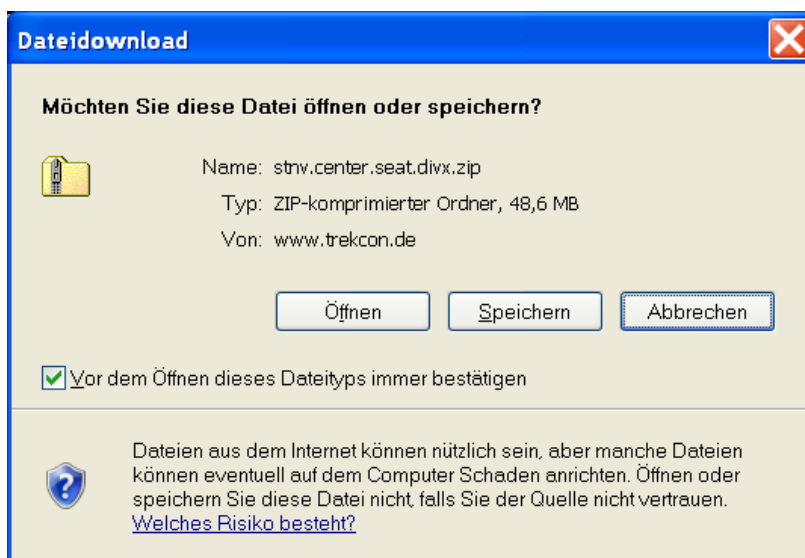 Dateidownload
Möchten Sie diese Datei öffnen oder speichern?
Name: stnv.center.seat.divx.zip
Typ: ZIP-komprimierter Ordner, 48,6 MB
Von: www.trekcon.de
Öffnen Speichern Abbrechen
Vor dem Öffnen dieses Dateityps immer bestätigen
Dateien aus dem Internet können nützlich sein, aber manche Dateien
können eventuell auf dem Computer Schaden anrichten. Öffnen oder
speichern Sie diese Datei nicht, falls Sie der Quelle nicht vertrauen.
Welches Risiko besteht?